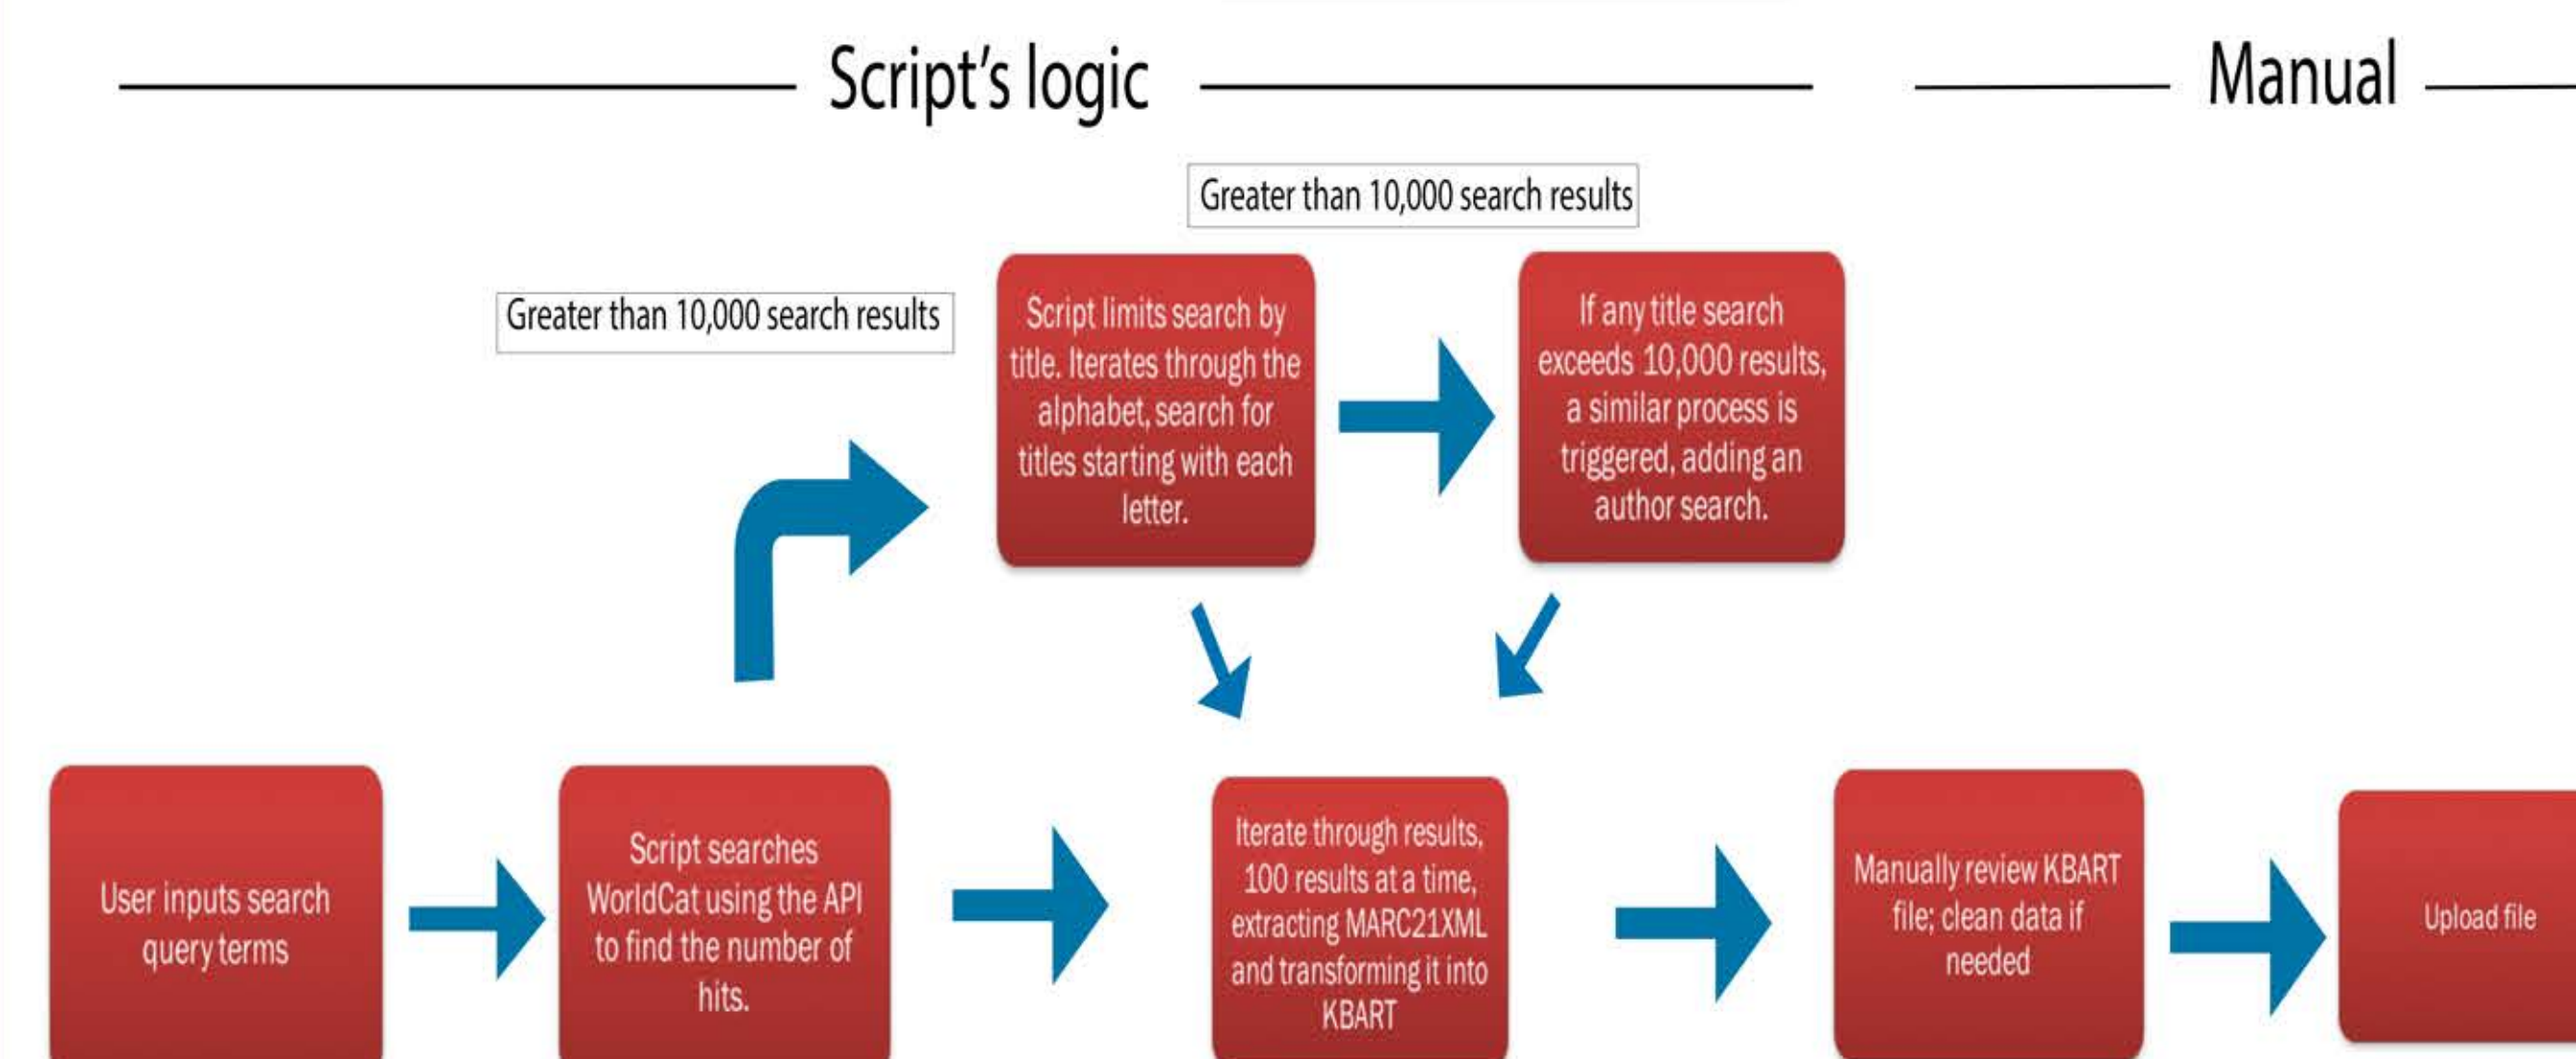 Script's logic
Manual
Greater than 10,000 search results
Greater than 10,000 search results
Script limits search by
title. Iterates through the
alphabet, search for
titles starting with each
letter.
If any title search
exceeds 10,000 results,
a similar process is
triggered, adding an
author search.
User inputs search
query terms
Script searches
WorldCat using the API
to find the number of
hits.
Iterate through results,
100 results at a time,
extracting MARC21XML
and transforming it into
KBART
Manually review KBART
file; clean data if
needed
Upload file